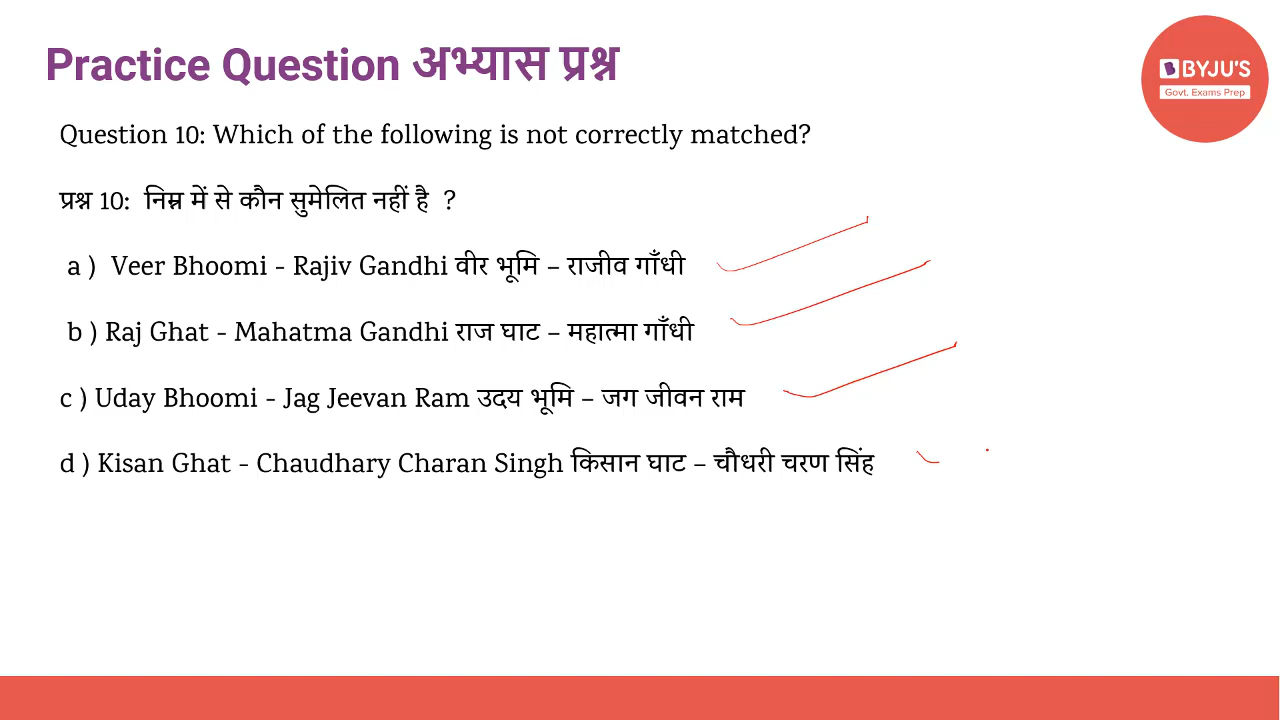 Practice Question अभ्यास प्रश्न
BYJU'S
Govt. Exams Prep
Question 10: Which of the following is not correctly matched?
प्रश्न 10: निम्न में से कौन सुमेलित नहीं है ?
a ) Veer Bhoomi - Rajiv Gandhi वीर भूमि – राजीव गाँधी
b ) Raj Ghat - Mahatma Gandhi राज घाट – महात्मा गाँधी
c ) Uday Bhoomi - Jag Jeevan Ram उदय भूमि – जग जीवन राम
d ) Kisan Ghat - Chaudhary Charan Singh किसान घाट – चौधरी चरण सिंह